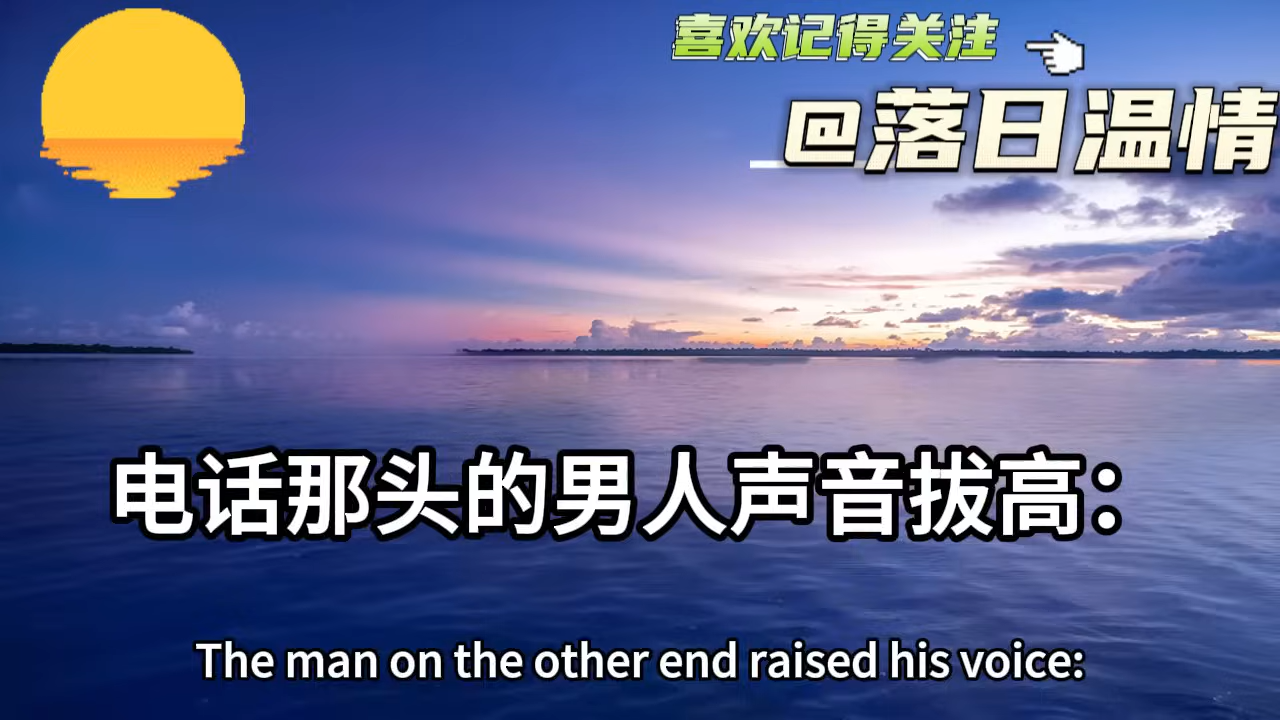 喜欢记得关注
@落日温情
电话那头的男人声音拔高：
The man on the other end raised his voice: